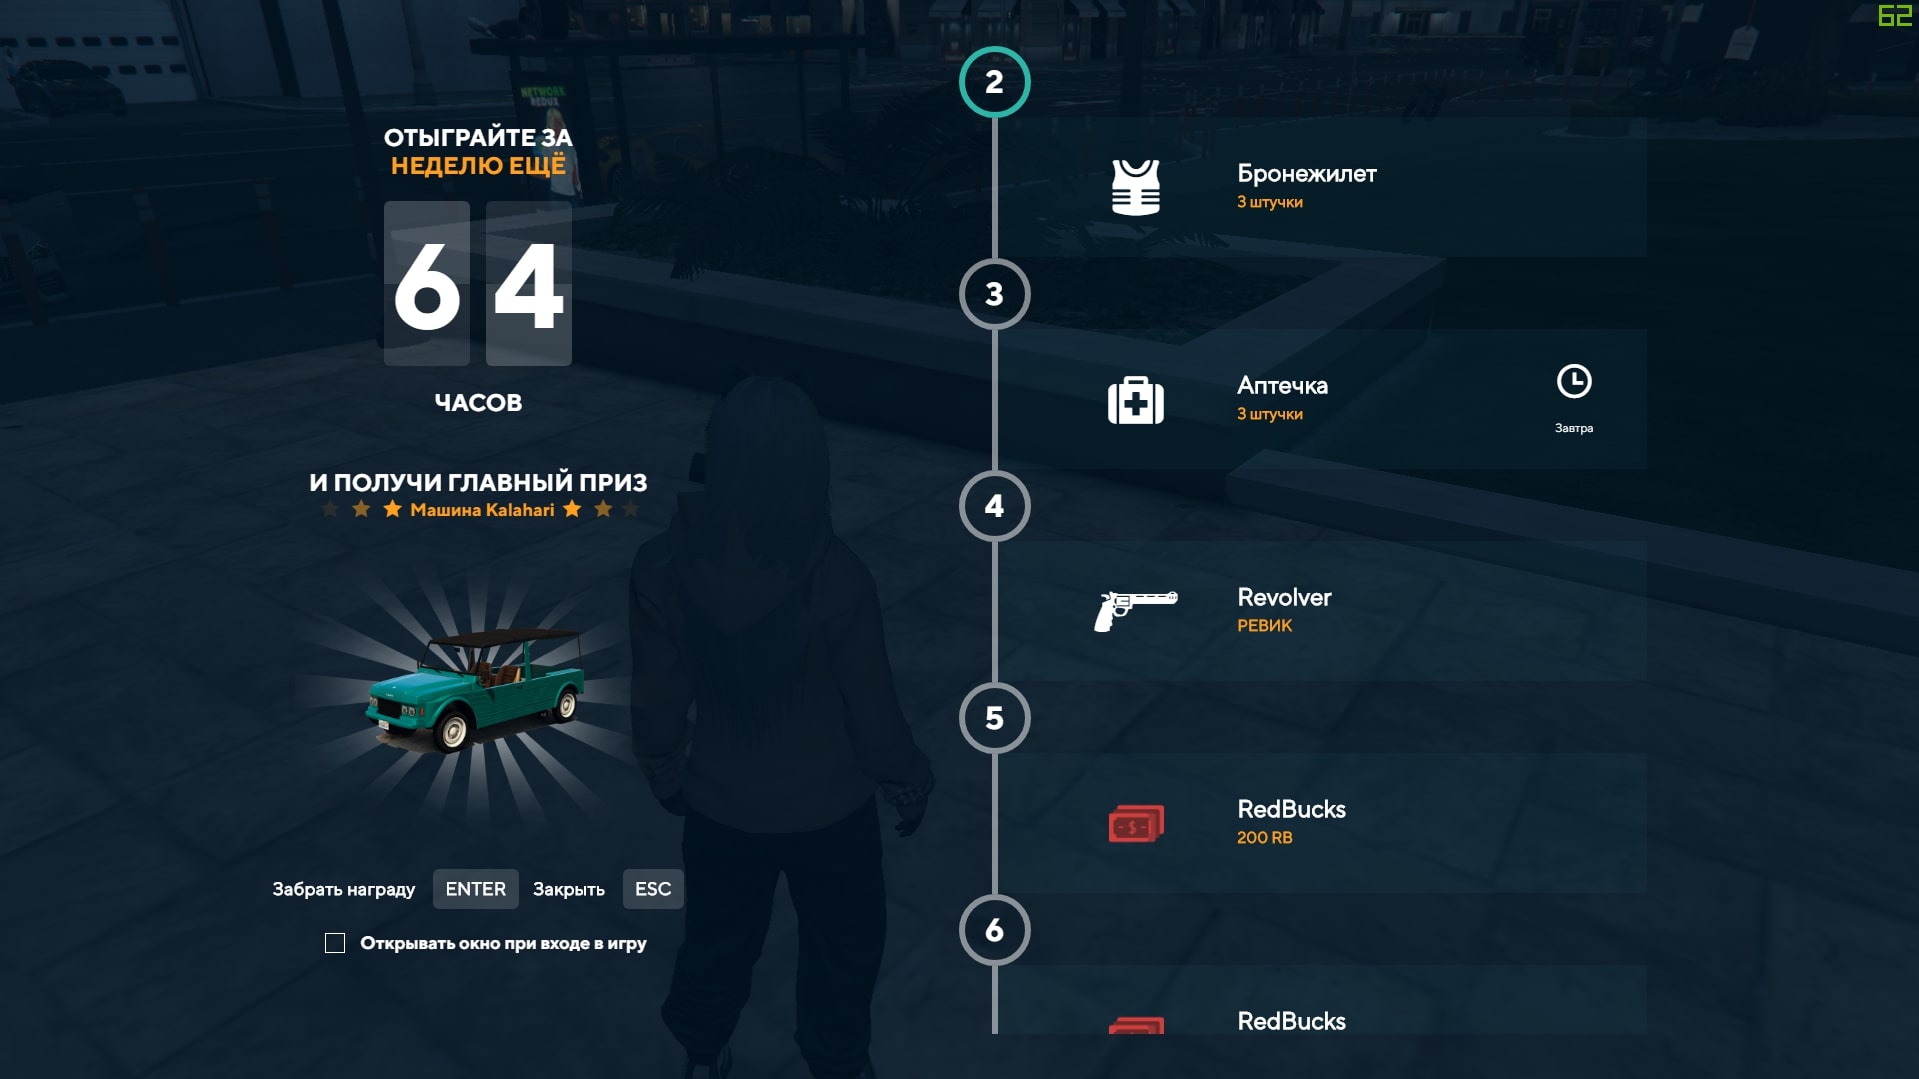 62
NETWORK
REDUX
ОТЫГРАЙТЕ ЗА
НЕДЕЛЮ ЕЩЁ
64
ЧАСОВ
И ПОЛУЧИ ГЛАВНЫЙ ПРИЗ
Машина Kalahari
Забрать награду ENTER Закрыть ESC
Открывать окно при входе в игру
2
Бронежилет
3 штучки
3
Аптечка
3 штучки
Завтра
4
Revolver
РЕВИК
5
RedBucks
200 RB
6
RedBucks